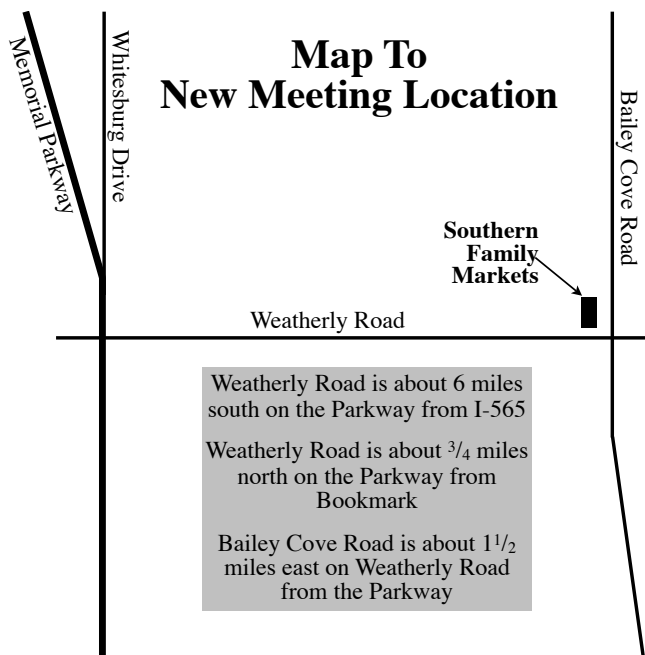 Map To
New Meeting Location
Memorial Parkway
Whitesburg Drive
Bailey Cove Road
Southern
Family
Markets
Weatherly Road
Weatherly Road is about 6 miles
south on the Parkway from I-565
Weatherly Road is about 3/4 miles
north on the Parkway from
Bookmark
Bailey Cove Road is about 1 1/2
miles east on Weatherly Road
from the Parkway